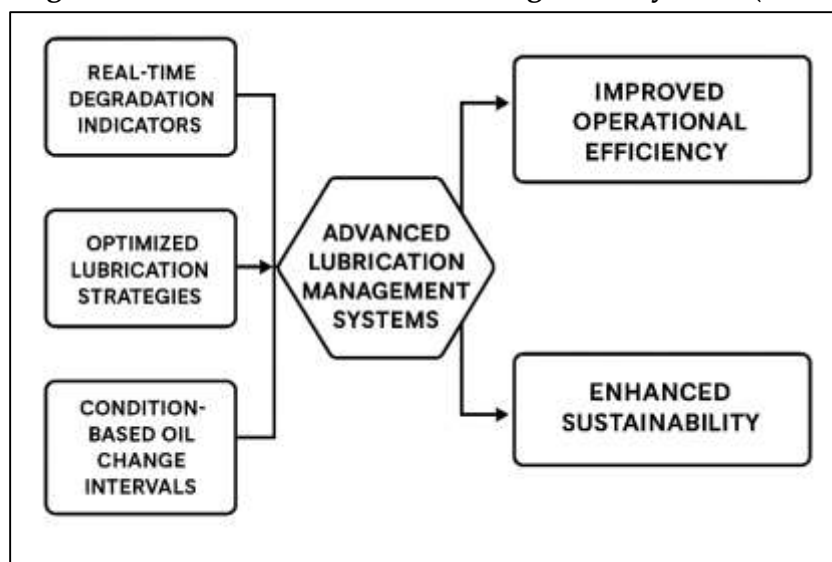 REAL-TIME
DEGRADATION
INDICATORS
OPTIMIZED
LUBRICATION
STRATEGIES
CONDITION-
BASED OIL
CHANGE
INTERVALS
ADVANCED
LUBRICATION
MANAGEMENT
SYSTEMS
IMPROVED
OPERATIONAL
EFFICIENCY
ENHANCED
SUSTAINABILITY